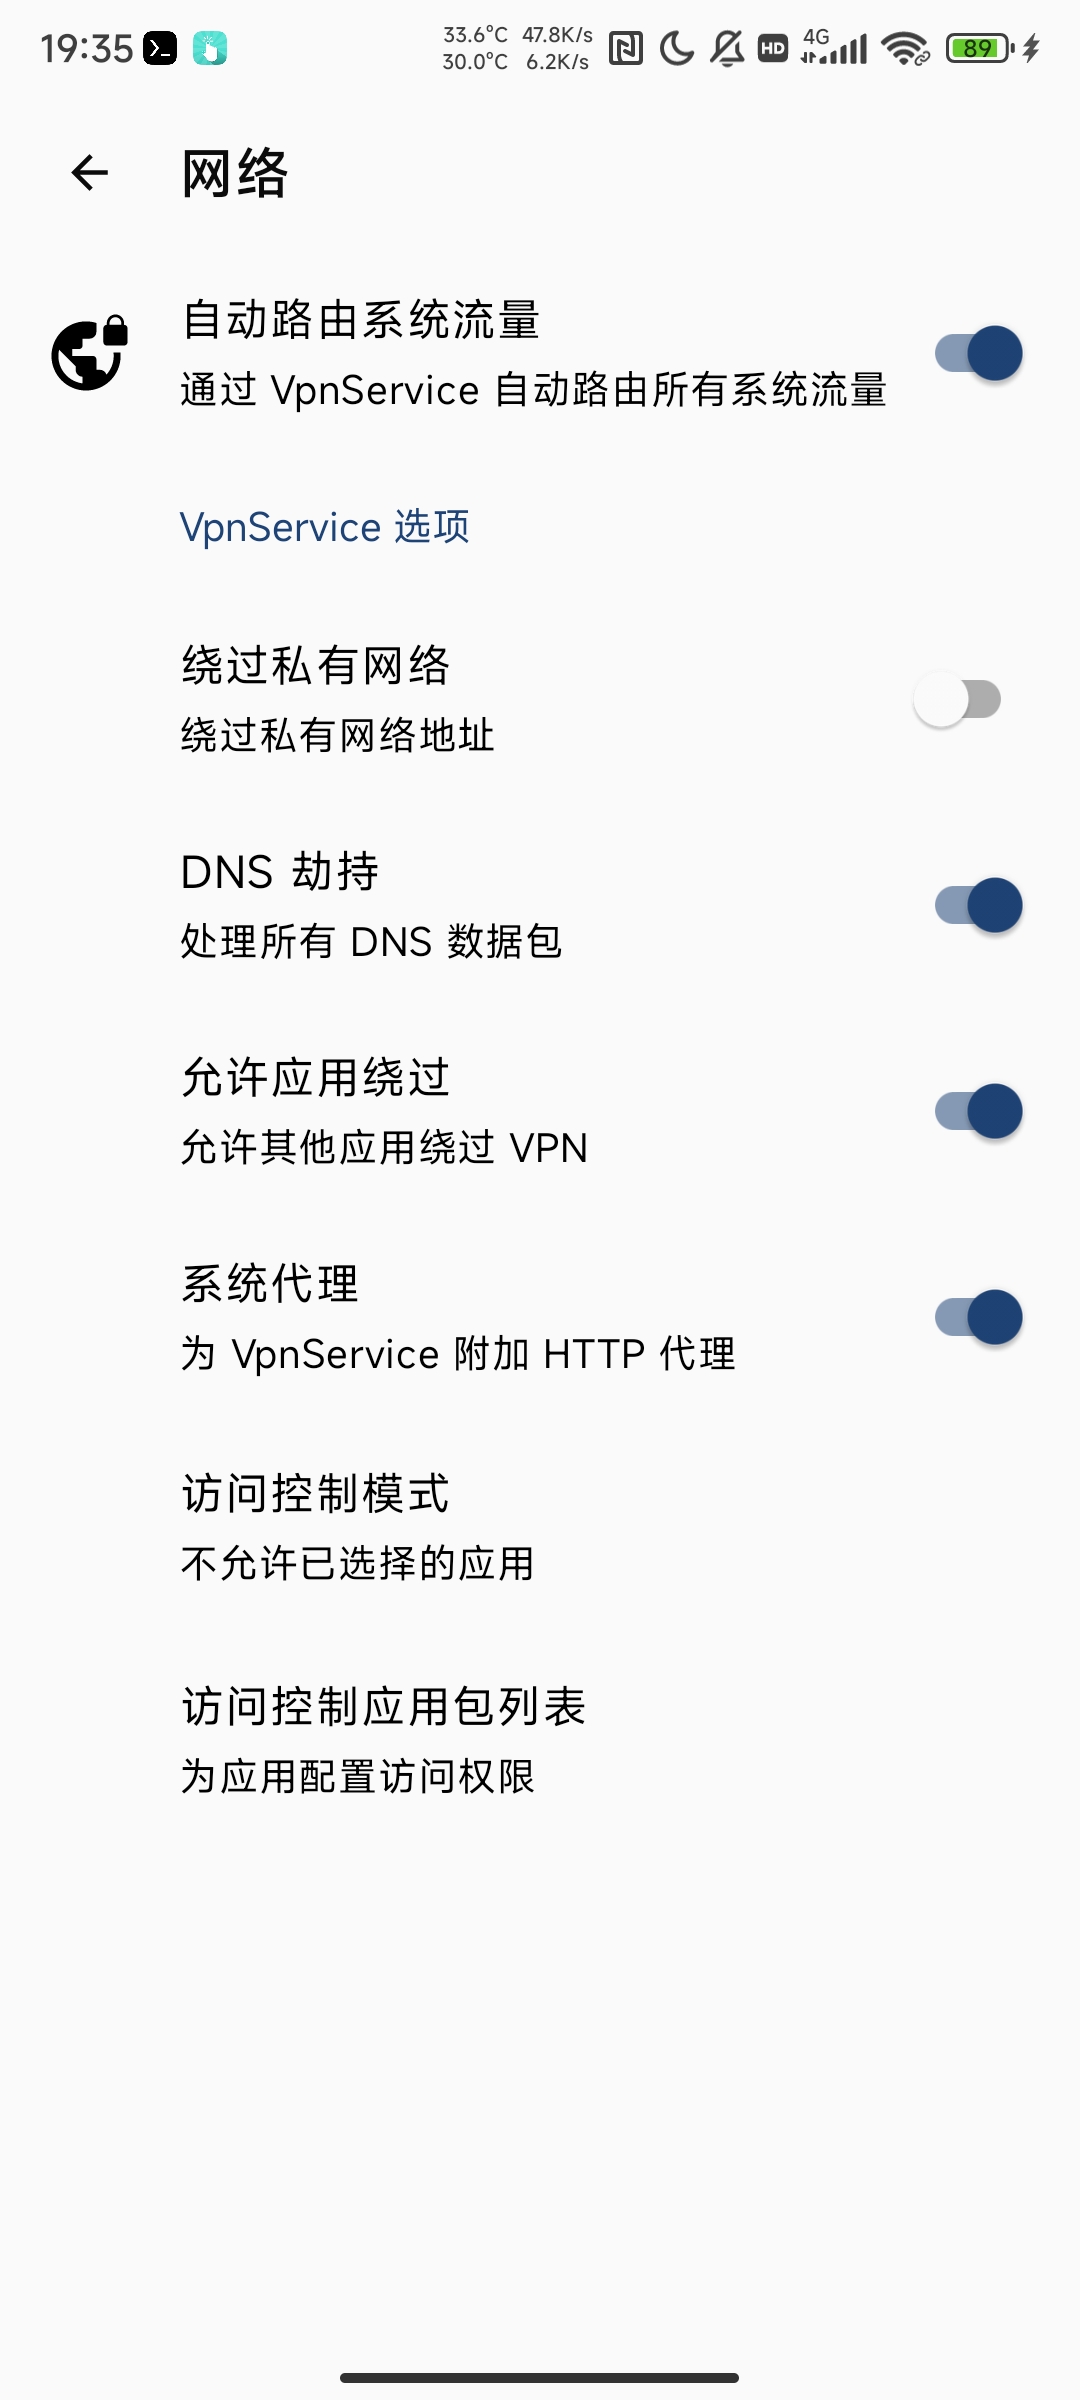 19:35
33.6°C 47.8K/s
30.0°C 6.2K/s
HD
4G
89
网络
自动路由系统流量
通过 VpnService 自动路由所有系统流量
VpnService 选项
绕过私有网络
绕过私有网络地址
DNS 劫持
处理所有 DNS 数据包
允许应用绕过
允许其他应用绕过 VPN
系统代理
为 VpnService 附加 HTTP 代理
访问控制模式
不允许已选择的应用
访问控制应用包列表
为应用配置访问权限